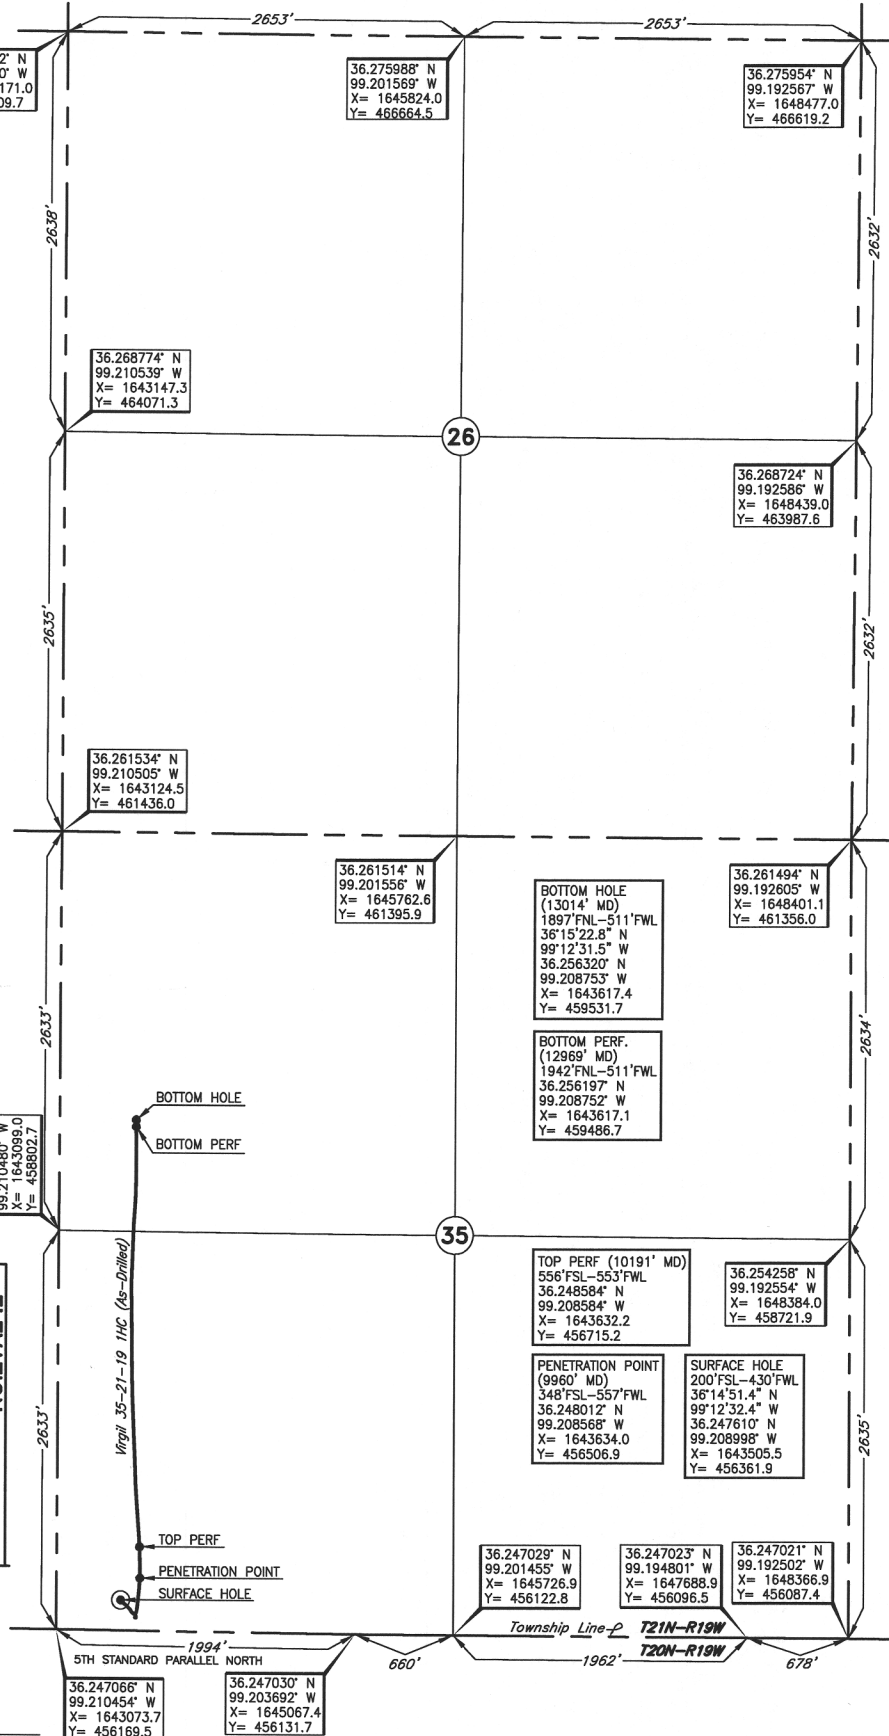 2653'
2653'
2° N
0° W
171.0
09.7
36.275988° N
99.201569° W
X= 1645824.0
Y= 466664.5
36.275954° N
99.192567° W
X= 1648477.0
Y= 466619.2
2638'
2632'
36.268774° N
99.210539° W
X= 1643147.3
Y= 464071.3
26
36.268724° N
99.192586° W
X= 1648439.0
Y= 463987.6
2635'
2632'
36.261534° N
99.210505° W
X= 1643124.5
Y= 461436.0
36.261514° N
99.201556° W
X= 1645762.6
Y= 461395.9
36.261494° N
99.192605° W
X= 1648401.1
Y= 461356.0
BOTTOM HOLE
(13014' MD)
1897'FNL-511'FWL
36°15'22.8" N
99°12'31.5" W
36.256320° N
99.208753° W
X= 1643617.4
Y= 459531.7
2633'
2634'
BOTTOM PERF.
(12969' MD)
1942'FNL-511'FWL
36.256197° N
99.208752° W
X= 1643617.1
Y= 459486.7
BOTTOM HOLE
BOTTOM PERF
99.210480° W
X= 1643099.0
Y= 458802.7
35
Virgil 35-21-19 1HC (As-Drilled)
TOP PERF (10191' MD)
556'FSL-553'FWL
36.248584° N
99.208584° W
X= 1643632.2
Y= 456715.2
36.254258° N
99.192554° W
X= 1648384.0
Y= 458721.9
PENETRATION POINT
(9960' MD)
348'FSL-557'FWL
36.248012° N
99.208568° W
X= 1643634.0
Y= 456506.9
SURFACE HOLE
200'FSL-430'FWL
36°14'51.4" N
99°12'32.4" W
36.247610° N
99.208998° W
X= 1643505.5
Y= 456361.9
2633'
2635'
TOP PERF
PENETRATION POINT
SURFACE HOLE
36.247029° N
99.201455° W
X= 1645726.9
Y= 456122.8
36.247023° N
99.194801° W
X= 1647688.9
Y= 456096.5
36.247021° N
99.192502° W
X= 1648366.9
Y= 456087.4
Township Line
T21N-R19W
T20N-R19W
1994'
660'
1962'
678'
5TH STANDARD PARALLEL NORTH
36.247066° N
99.210454° W
X= 1643073.7
Y= 456169.5
36.247030° N
99.203692° W
X= 1645067.4
Y= 456131.7